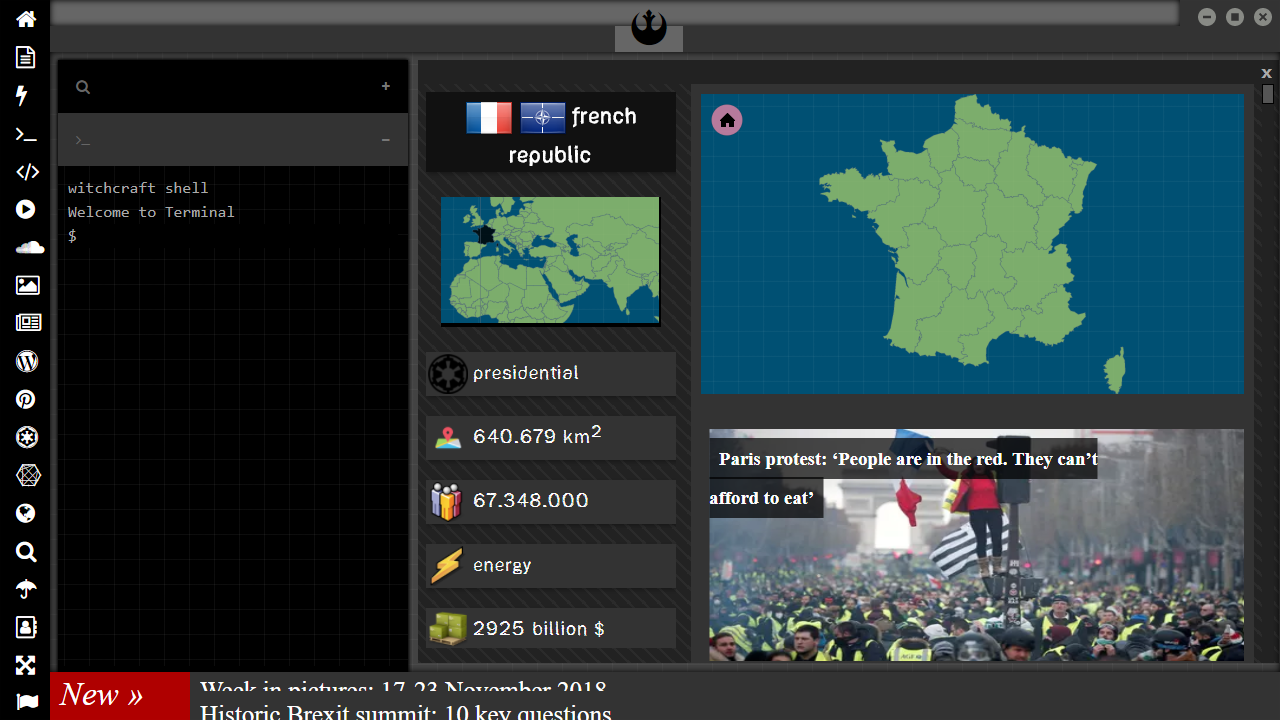 witchcraft shell
Welcome to Terminal
$
french
republic
presidential
640.679 km²
67.348.000
energy
2925 billion $
x
Paris protest: ‘People are in the red. They can’t
afford to eat’
New »
Week in pictures: 17-23 November 2018
Historic Brexit summit: 10 key questions